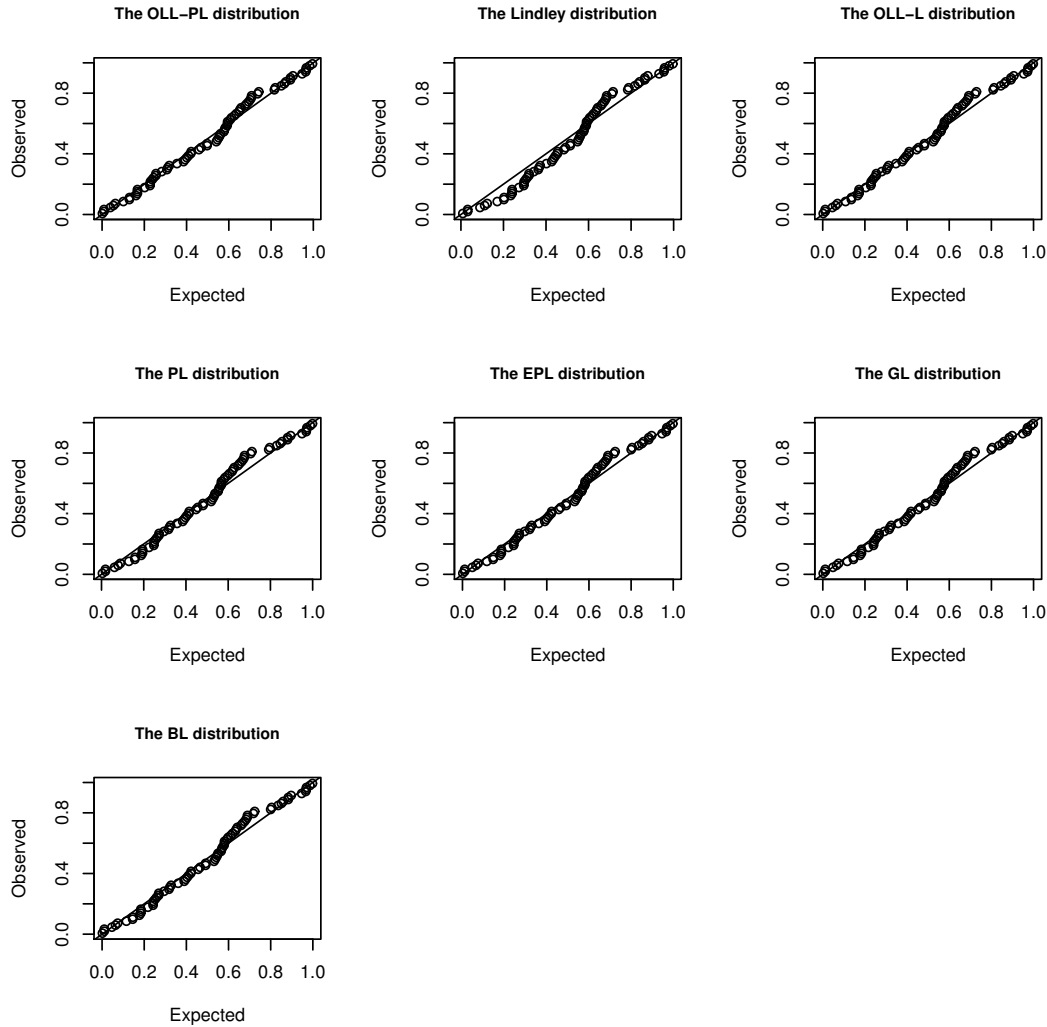 The OLL−PL distribution
Observed
0.0 0.4 0.8
0.0 0.2 0.4 0.6 0.8 1.0
Expected
The Lindley distribution
Observed
0.0 0.4 0.8
0.0 0.2 0.4 0.6 0.8 1.0
Expected
The OLL−L distribution
Observed
0.0 0.4 0.8
0.0 0.2 0.4 0.6 0.8 1.0
Expected
The PL distribution
Observed
0.0 0.4 0.8
0.0 0.2 0.4 0.6 0.8 1.0
Expected
The EPL distribution
Observed
0.0 0.4 0.8
0.0 0.2 0.4 0.6 0.8 1.0
Expected
The GL distribution
Observed
0.0 0.4 0.8
0.0 0.2 0.4 0.6 0.8 1.0
Expected
The BL distribution
Observed
0.0 0.4 0.8
0.0 0.2 0.4 0.6 0.8 1.0
Expected